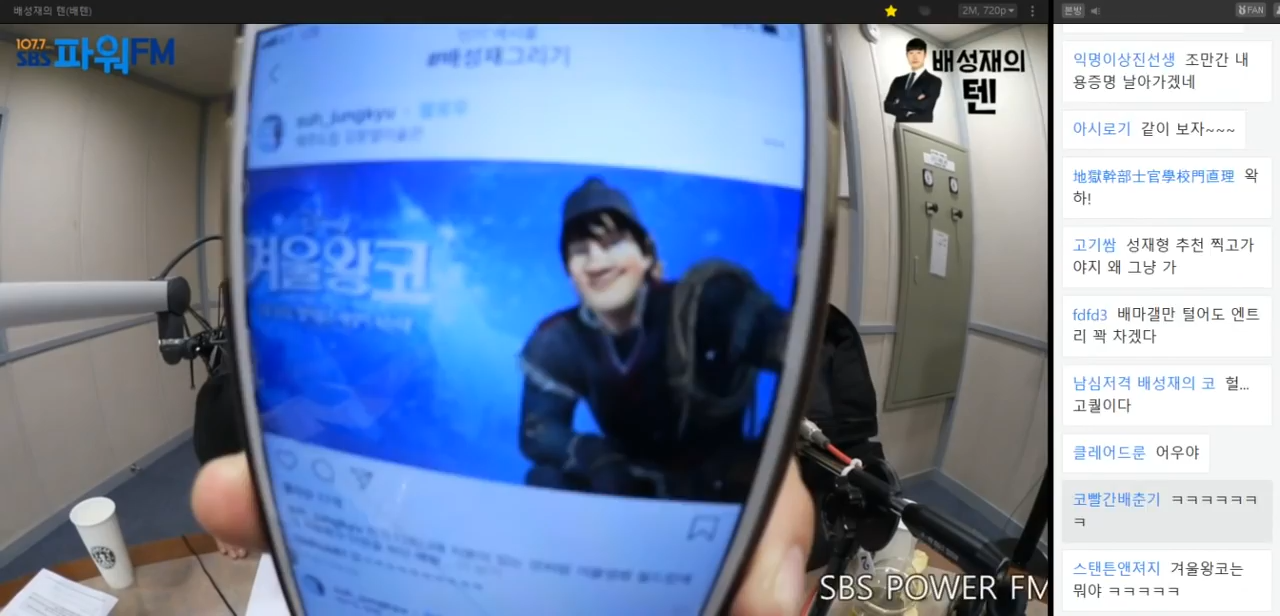 배성재의 텐(배텐)
2M, 720p
본방
FAN
107.7
SBS 파워FM
배성재의
텐
#배성재그리기
suh_jungkyu
겨울왕코
SBS POWER FM
익명이상진선생 조만간 내
용증명 날아가겠네
아시로기 같이 보자~~~
地獄幹部士官學校門直理 왁
하!
고기쌈 성재형 추천 찍고가
야지 왜 그냥 가
fdfd3 배마갤만 털어도 엔트
리 꽉 차겠다
남심저격 배성재의 코 헐...
고퀄이다
클레어드룬 어우야
코빨간배춘기 ㅋㅋㅋㅋㅋㅋ
ㅋ
스탠튼앤져지 겨울왕코는
뭐야 ㅋㅋㅋㅋㅋ